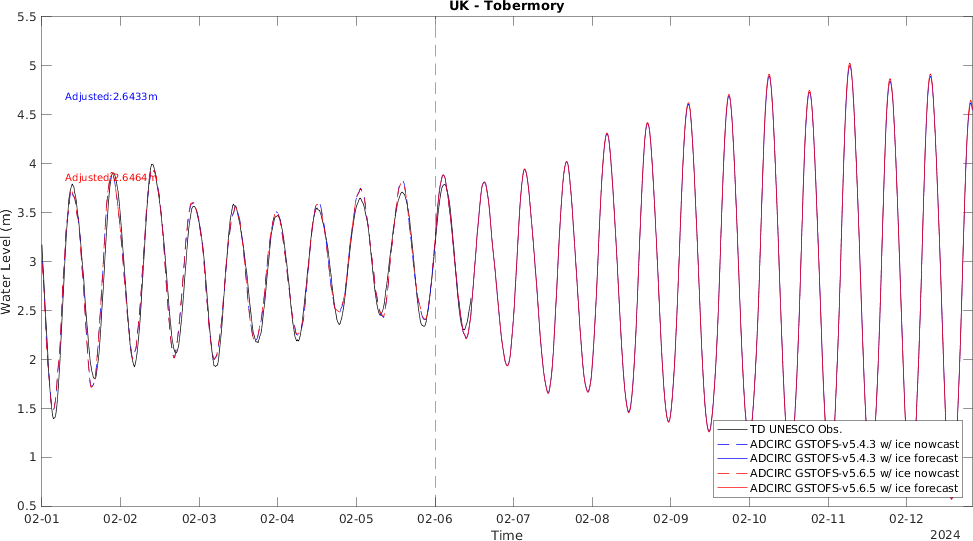 UK - Tobermory
5.5
5
4.5
4
3.5
3
2.5
2
1.5
1
0.5
Water Level (m)
Adjusted:2.6433m
Adjusted:2.6464m
TD UNESCO Obs.
ADCIRC GSTOFS-v5.4.3 w/ ice nowcast
ADCIRC GSTOFS-v5.4.3 w/ ice forecast
ADCIRC GSTOFS-v5.6.5 w/ ice nowcast
ADCIRC GSTOFS-v5.6.5 w/ ice forecast
02-01 02-02 02-03 02-04 02-05 02-06 02-07 02-08 02-09 02-10 02-11 02-12
Time
2024